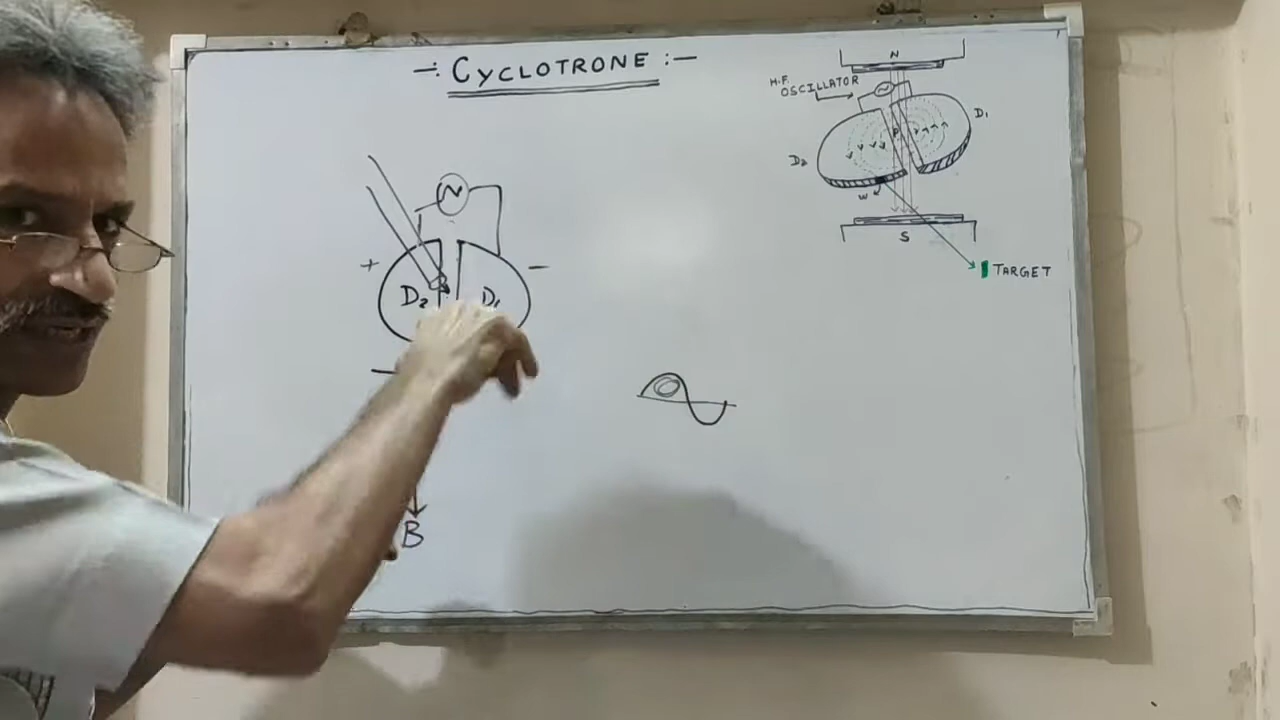 -: CYCLOTRONE :-
N
H.F.
OSCILLATOR
D₁
D₂
P
W
S
TARGET
+
-
D₂ D₁
-
B